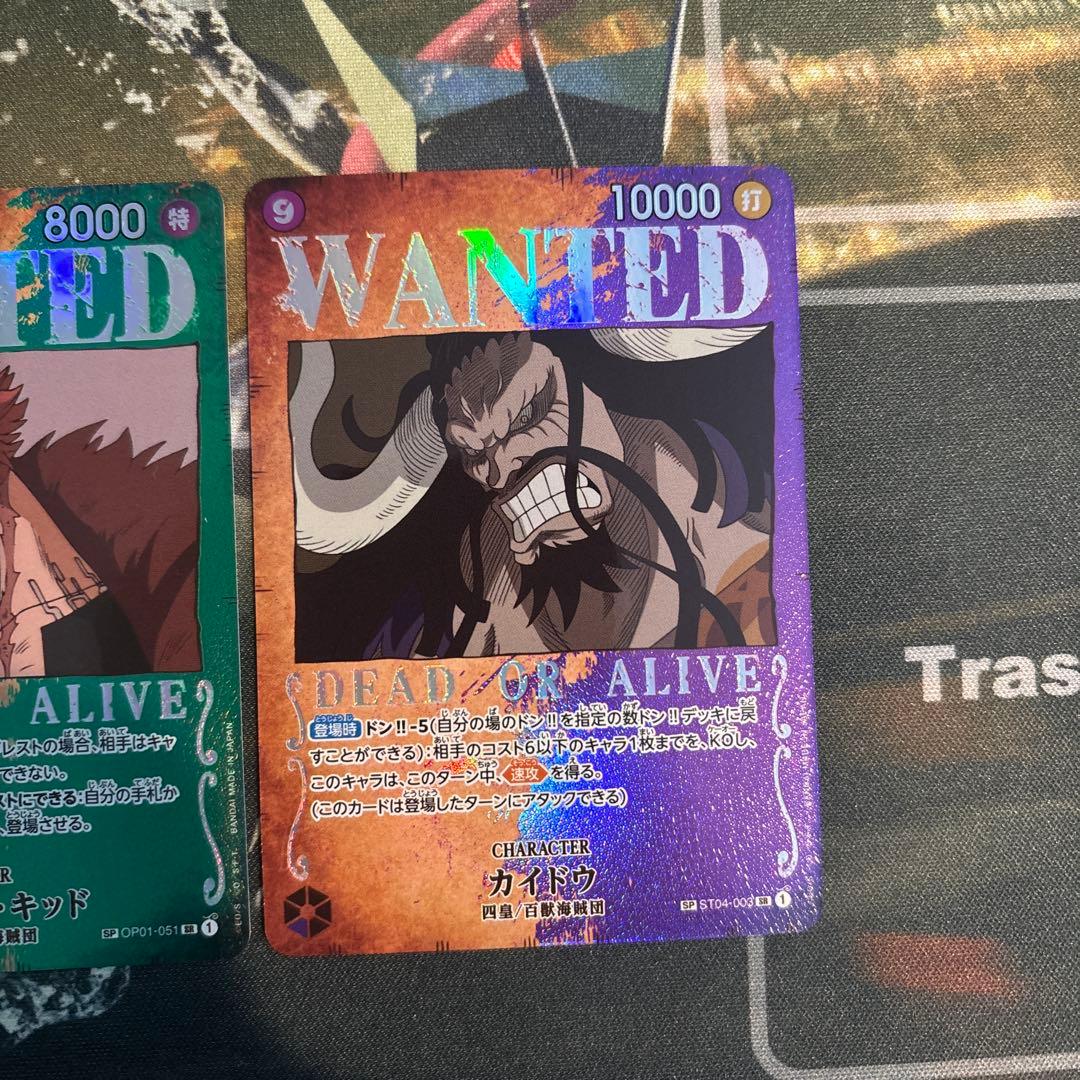 8000 特
TED
ALIVE
レストの場合、相手はキャ
できない。
ストにできる:自分の手札か
登場させる。
BANDAI MADE IN JAPAN
R
・キッド
海賊団
SP OP01-051 SR 1
9
10000 打
WANTED
DEAD OR ALIVE
登場時 ドン!!-5(自分の場のドン!!を指定の数ドン!!デッキに戻
すことができる):相手のコスト6以下のキャラ1枚までを、KOし、
このキャラは、このターン中、速攻を得る。
(このカードは登場したターンにアタックできる)
CHARACTER
カイドウ
四皇/百獣海賊団
SP ST04-003 SR 1
Tras